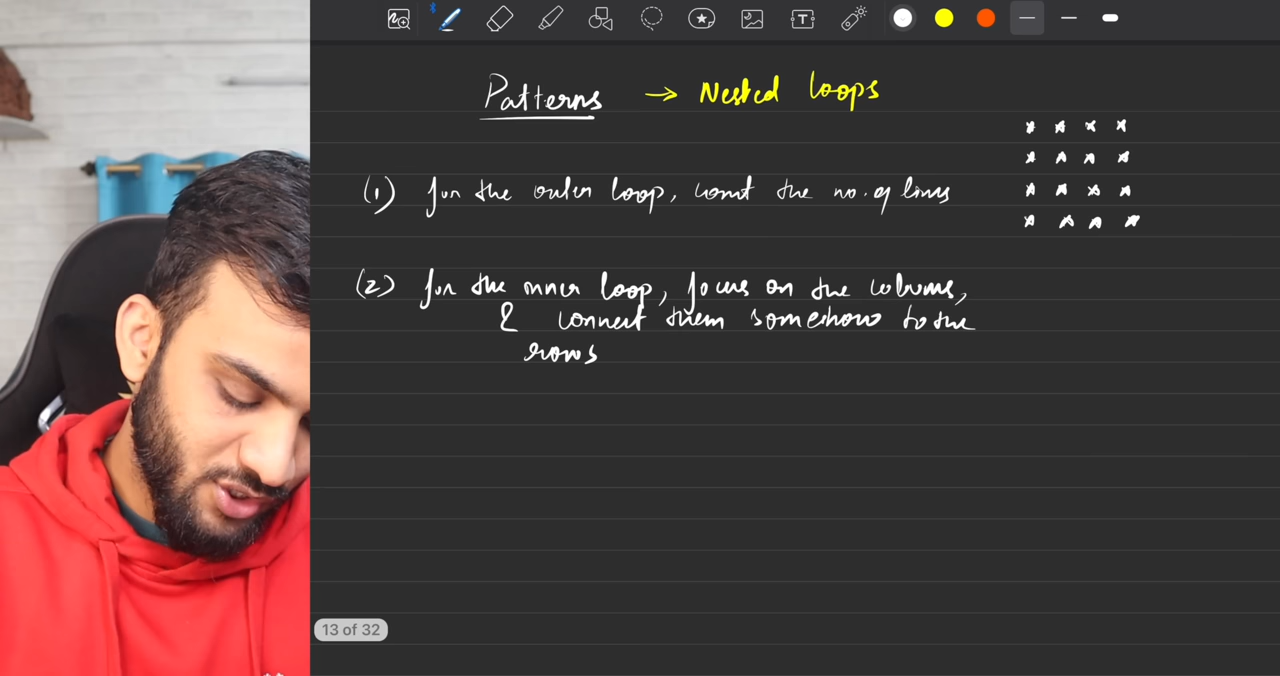 Patterns → Nested loops
* * * *
* * * *
* * * *
* * * *
(1) for the outer loop, count the no. of lines
(2) for the inner loop, focus on the columns,
& connect them somehow to the
rows
13 of 32